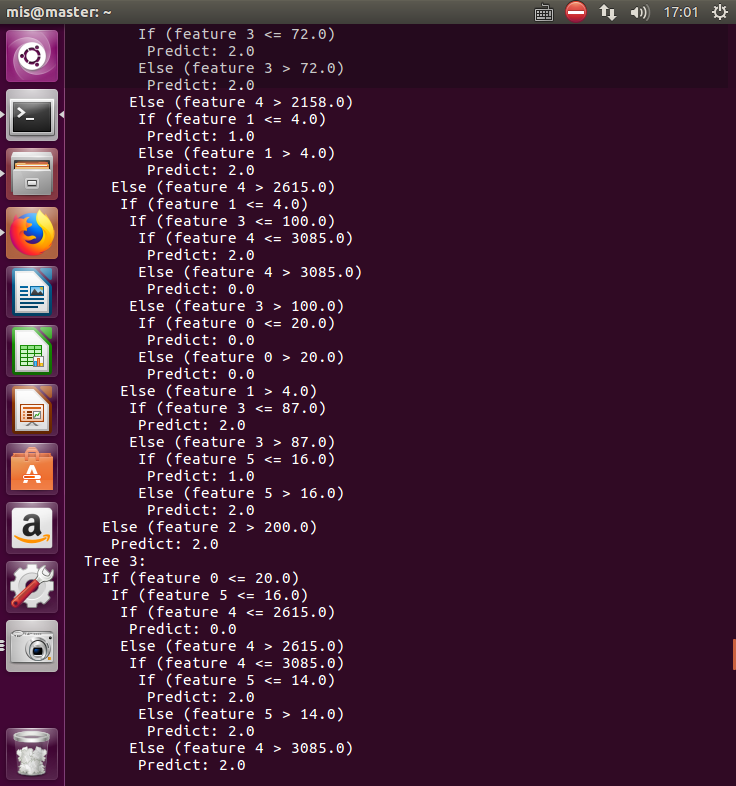 mis@master: ~
17:01
If (feature 3 <= 72.0)
Predict: 2.0
Else (feature 3 > 72.0)
Predict: 2.0
Else (feature 4 > 2158.0)
If (feature 1 <= 4.0)
Predict: 1.0
Else (feature 1 > 4.0)
Predict: 2.0
Else (feature 4 > 2615.0)
If (feature 1 <= 4.0)
If (feature 3 <= 100.0)
If (feature 4 <= 3085.0)
Predict: 2.0
Else (feature 4 > 3085.0)
Predict: 0.0
Else (feature 3 > 100.0)
If (feature 0 <= 20.0)
Predict: 0.0
Else (feature 0 > 20.0)
Predict: 0.0
Else (feature 1 > 4.0)
If (feature 3 <= 87.0)
Predict: 2.0
Else (feature 3 > 87.0)
If (feature 5 <= 16.0)
Predict: 1.0
Else (feature 5 > 16.0)
Predict: 2.0
Else (feature 2 > 200.0)
Predict: 2.0
Tree 3:
If (feature 0 <= 20.0)
If (feature 5 <= 16.0)
If (feature 4 <= 2615.0)
Predict: 0.0
Else (feature 4 > 2615.0)
If (feature 4 <= 3085.0)
If (feature 5 <= 14.0)
Predict: 2.0
Else (feature 5 > 14.0)
Predict: 2.0
Else (feature 4 > 3085.0)
Predict: 2.0